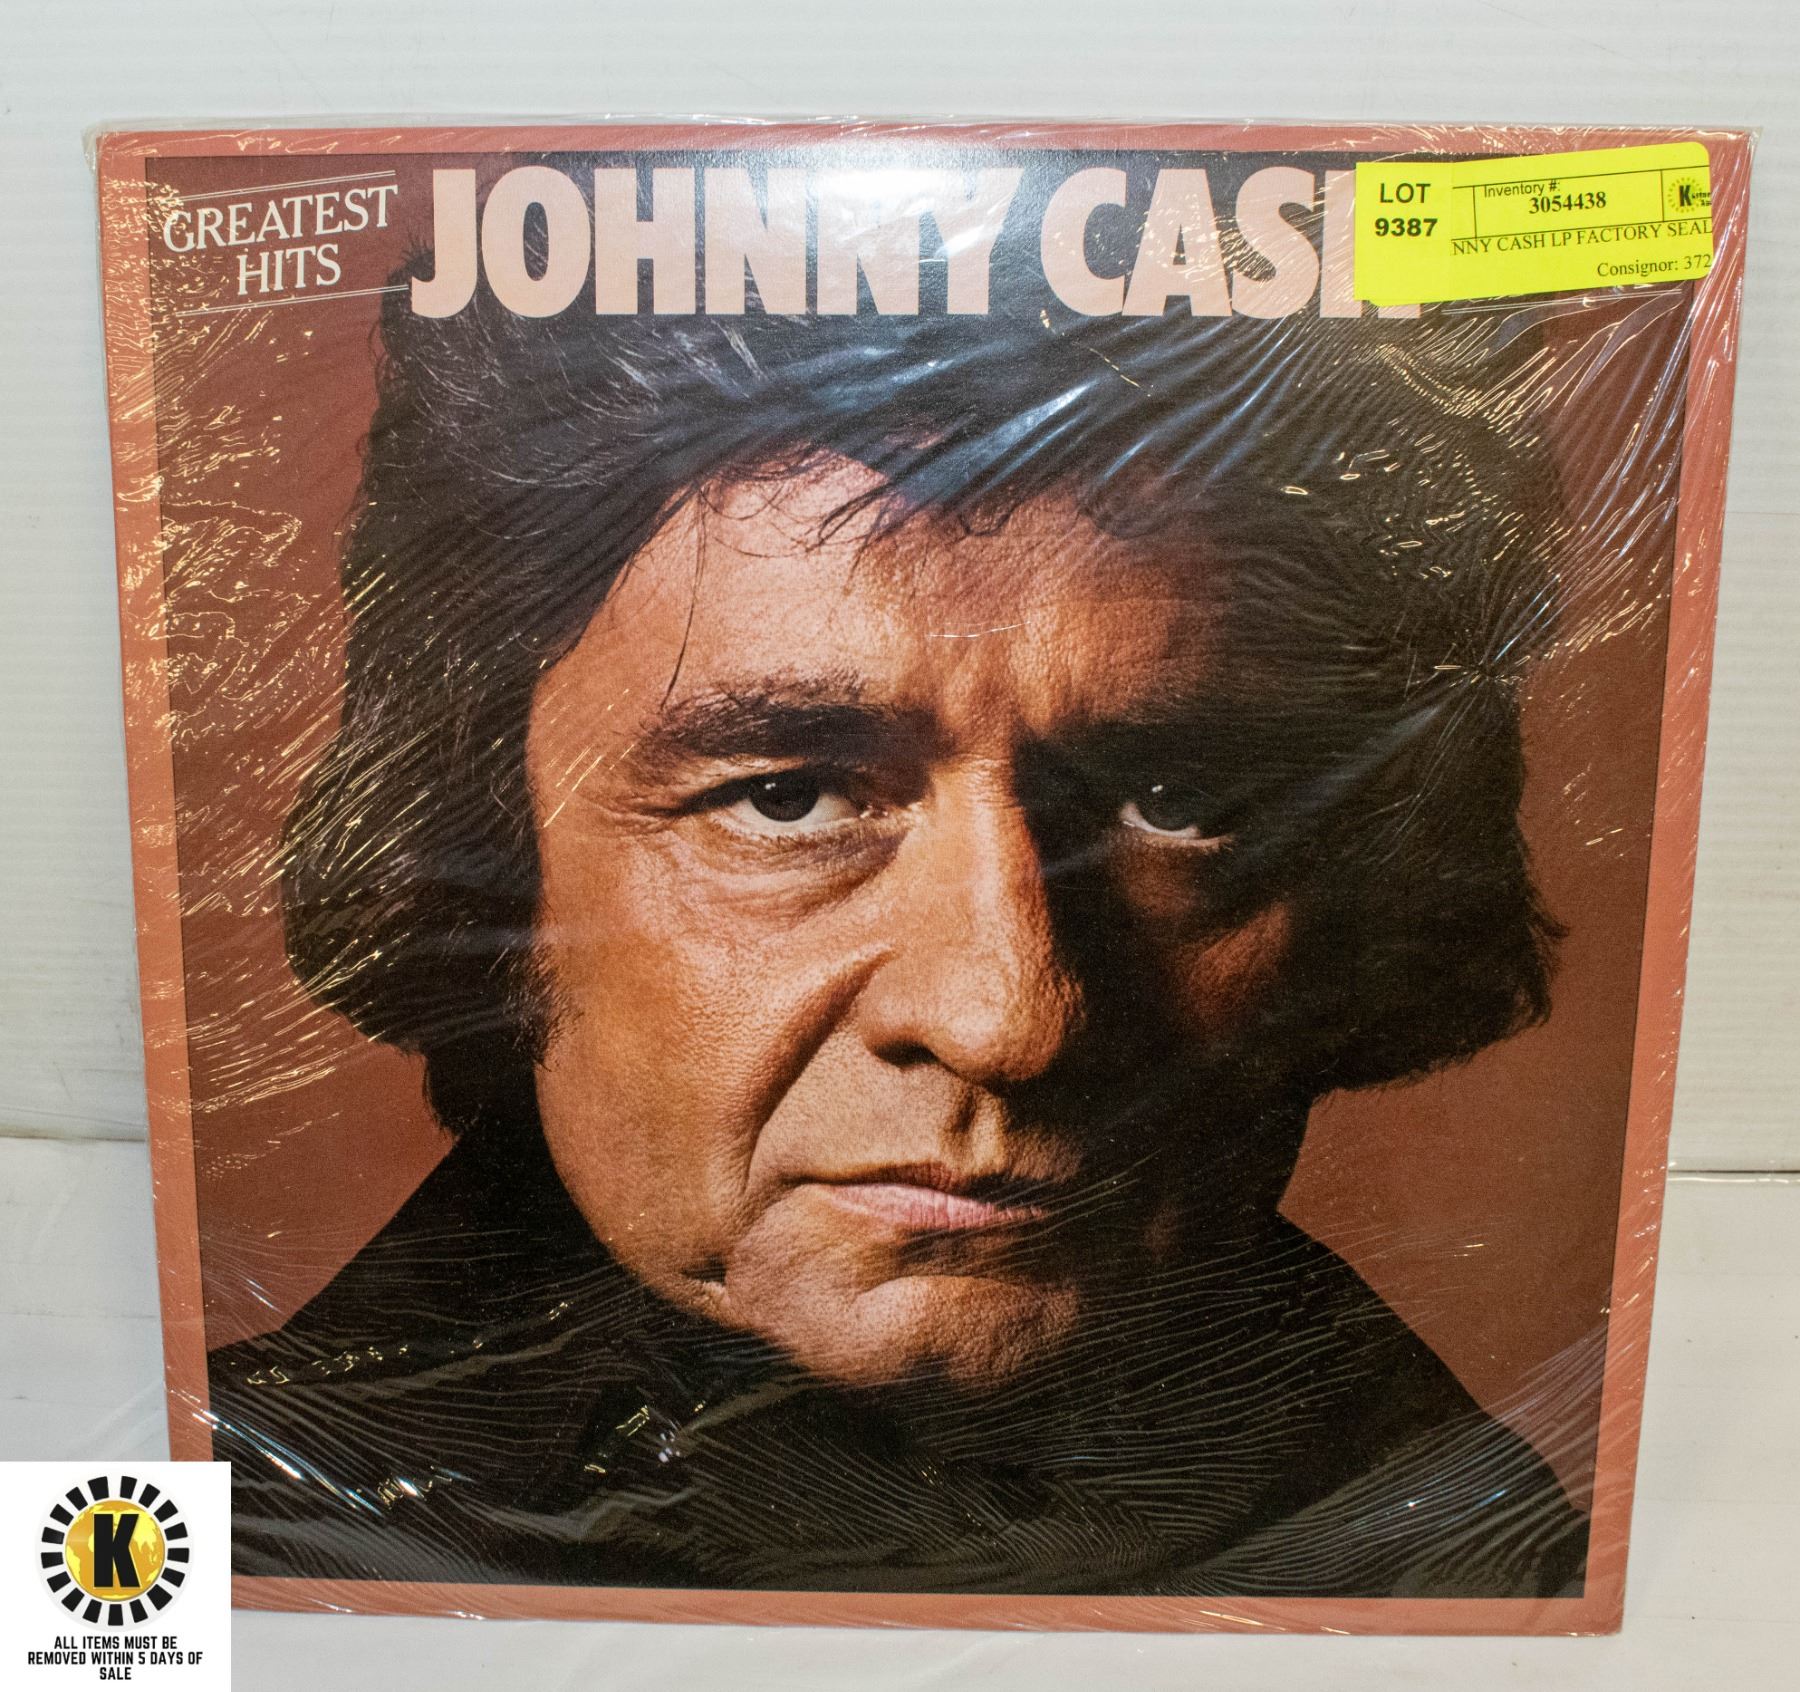 GREATEST
HITS
JOHNNY CASH
LOT
9387
Inventory #:
3054438
K
NNY CASH LP FACTORY SEAL
Consignor: 372
K
ALL ITEMS MUST BE
REMOVED WITHIN 5 DAYS OF
SALE